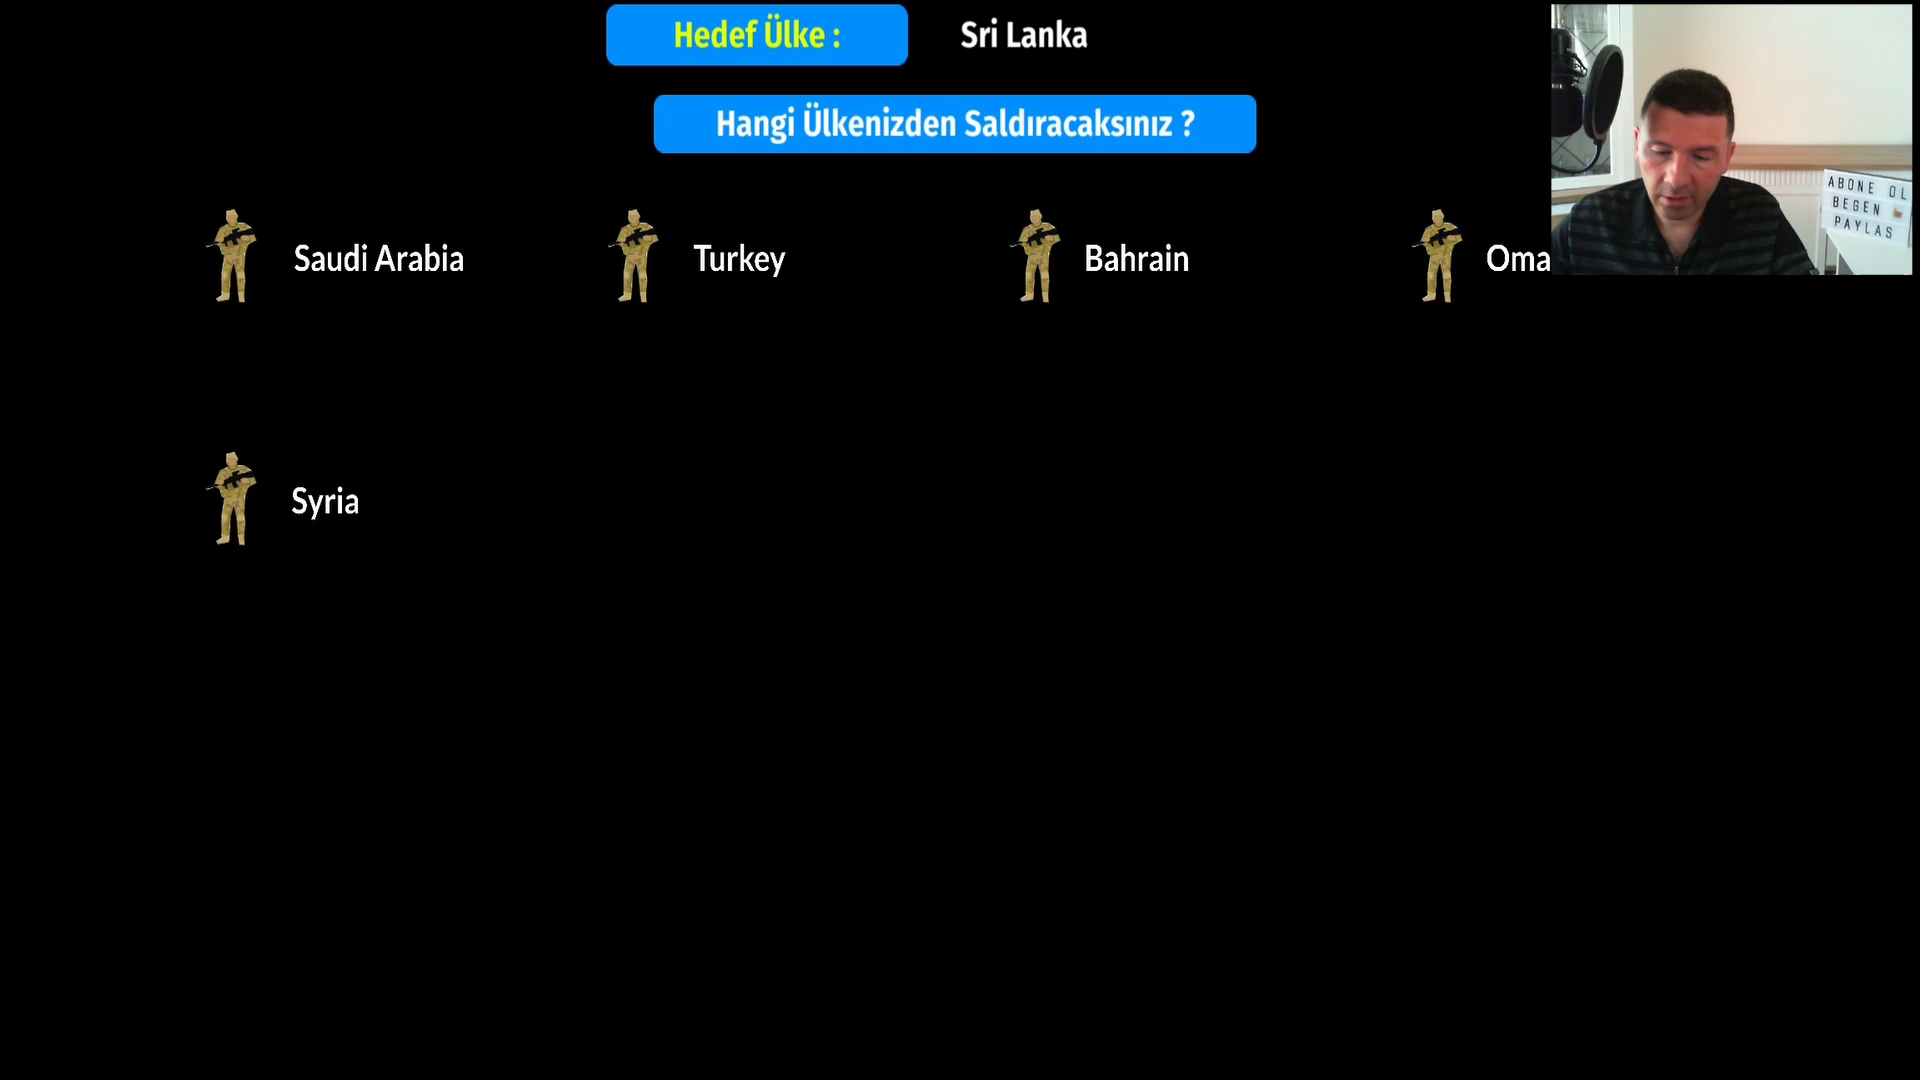 Hedef Ülke :
Sri Lanka
Hangi Ülkenizden Saldıracaksınız ?
Saudi Arabia
Turkey
Bahrain
Oma
Syria
ABONE OL
BEGEN
PAYLAS